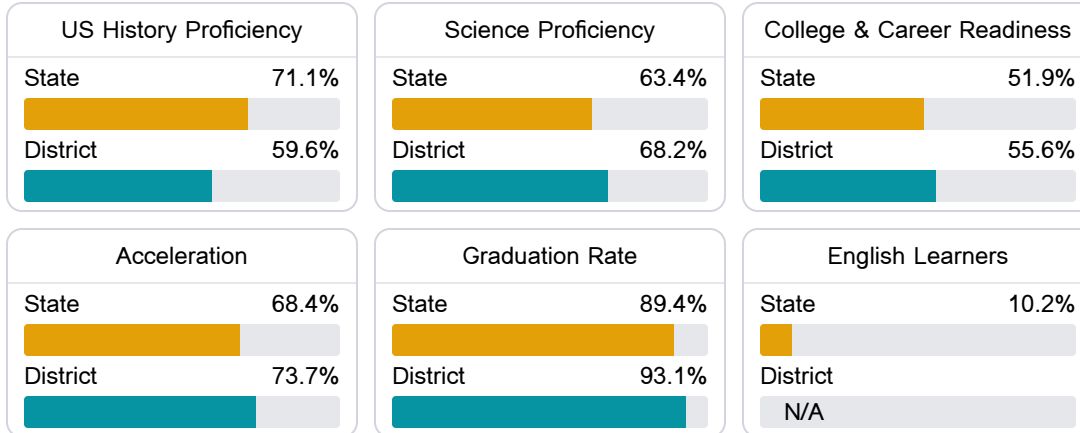 US History Proficiency
State 71.1%
District 59.6%
Science Proficiency
State 63.4%
District 68.2%
College & Career Readiness
State 51.9%
District 55.6%
Acceleration
State 68.4%
District 73.7%
Graduation Rate
State 89.4%
District 93.1%
English Learners
State 10.2%
District
N/A